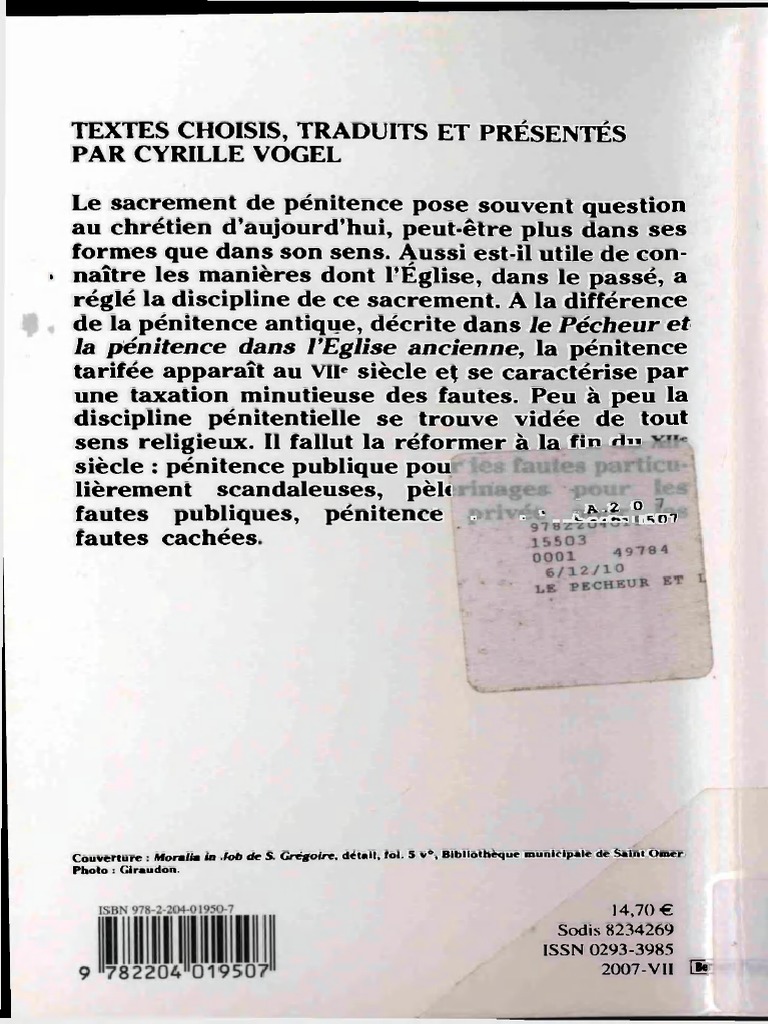 TEXTES CHOISIS, TRADUITS ET PRÉSENTÉS
PAR CYRILLE VOGEL
Le sacrement de pénitence pose souvent question
au chrétien d'aujourd'hui, peut-être plus dans ses
formes que dans son sens. Aussi est-il utile de con-
naître les manières dont l'Église, dans le passé, a
réglé la discipline de ce sacrement. A la différence
de la pénitence antique, décrite dans le Pécheur et
la pénitence dans l'Eglise ancienne, la pénitence
tarifée apparaît au VIIe siècle et se caractérise par
une taxation minutieuse des fautes. Peu à peu la
discipline pénitentielle se trouve vidée de tout
sens religieux. Il fallut la réformer à la fin du XIIe
siècle : pénitence publique pour les fautes particu-
lièrement scandaleuses, pèlerinages pour les
fautes publiques, pénitence privée les
fautes cachées.
A.2 0 7
15503
0001 49784
6/12/10
LE PECHEUR ET L
Couverture : Moralia in Job de S. Grégoire, détail, fol. 5 v°, Bibliothèque municipale de Saint Omer
Photo : Giraudon.
ISBN 978-2-204-01950-7
9 782204 019507
14,70 €
Sodis 8234269
ISSN 0293-3985
2007-VII